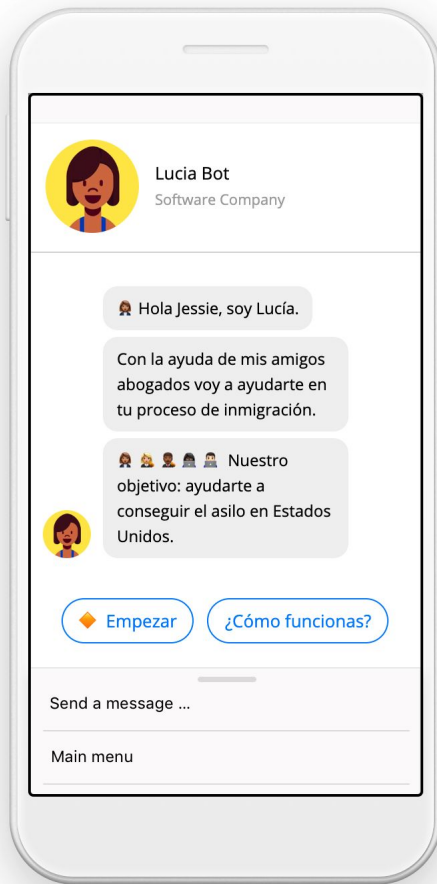 Lucia Bot
Software Company
👩🏽‍💼 Hola Jessie, soy Lucía.
Con la ayuda de mis amigos
abogados voy a ayudarte en
tu proceso de inmigración.
Nuestro
objetivo: ayudarte a
conseguir el asilo en Estados
Unidos.
🔶 Empezar
¿Cómo funcionas?
Send a message ...
Main menu